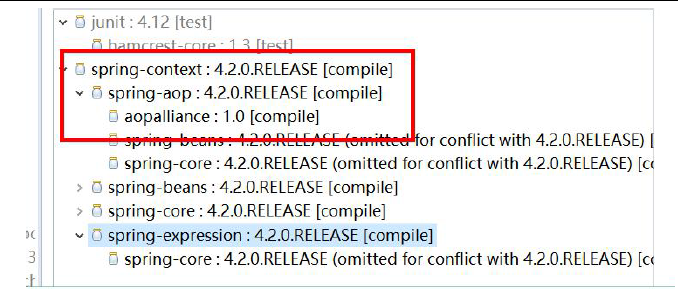 junit : 4.12 [test]
hamcrest-core : 1.3 [test]
spring-context : 4.2.0.RELEASE [compile]
spring-aop : 4.2.0.RELEASE [compile]
aopalliance : 1.0 [compile]
spring-beans : 4.2.0.RELEASE (omitted for conflict with 4.2.0.RELEASE) [
spring-core : 4.2.0.RELEASE (omitted for conflict with 4.2.0.RELEASE) [co
spring-beans : 4.2.0.RELEASE [compile]
spring-core : 4.2.0.RELEASE [compile]
spring-expression : 4.2.0.RELEASE [compile]
spring-core : 4.2.0.RELEASE (omitted for conflict with 4.2.0.RELEASE) [co
3